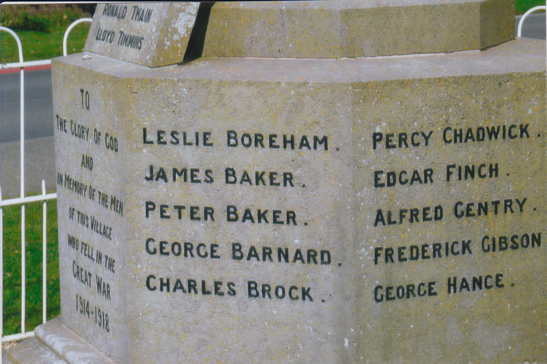 RONALD THAIN
LLOYD TIMMINS
TO
THE GLORY OF GOD
AND
IN MEMORY OF THE MEN
OF THIS VILLAGE
WHO FELL IN THE
GREAT WAR
1914-1918
LESLIE BOREHAM.
JAMES BAKER.
PETER BAKER.
GEORGE BARNARD.
CHARLES BROCK.
PERCY CHADWICK.
EDGAR FINCH.
ALFRED GENTRY.
FREDERICK GIBSON
GEORGE HANCE.